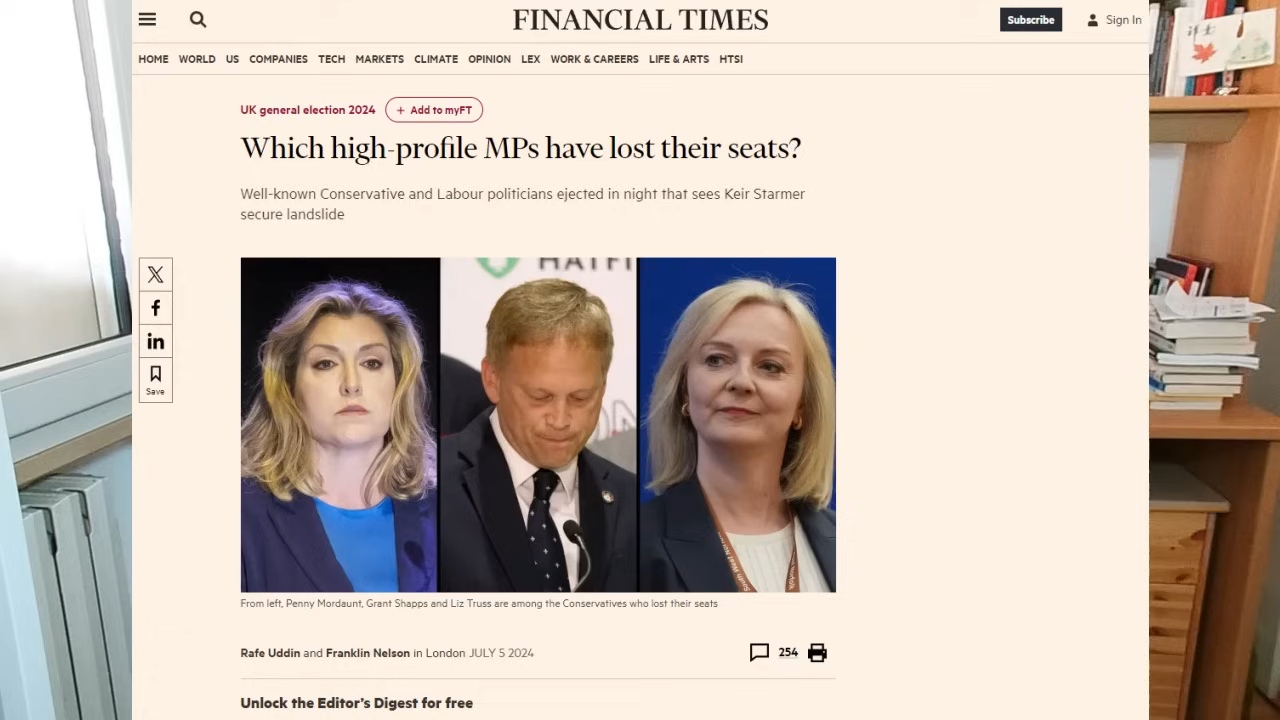 FINANCIAL TIMES
Subscribe
Sign In
HOME WORLD US COMPANIES TECH MARKETS CLIMATE OPINION LEX WORK & CAREERS LIFE & ARTS HTSI
UK general election 2024
+ Add to myFT
Which high-profile MPs have lost their seats?
Well-known Conservative and Labour politicians ejected in night that sees Keir Starmer
secure landslide
X
f
in
Save
From left, Penny Mordaunt, Grant Shapps and Liz Truss are among the Conservatives who lost their seats
Rafe Uddin and Franklin Nelson in London JULY 5 2024
254
Unlock the Editor's Digest for free